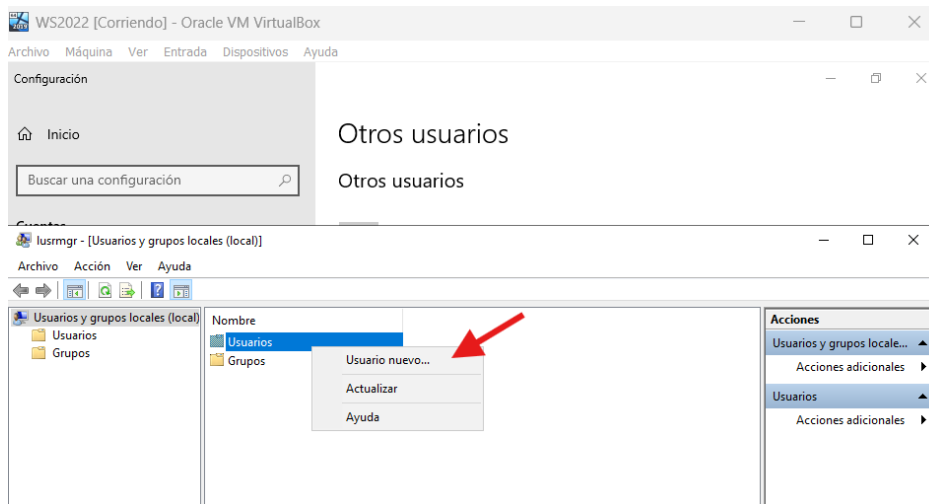 WS2022 [Corriendo] - Oracle VM VirtualBox
Archivo Máquina Ver Entrada Dispositivos Ayuda
Configuración
Inicio
Buscar una configuración
Otros usuarios
Otros usuarios
Cuentas
lusrmgr - [Usuarios y grupos locales (local)]
Archivo Acción Ver Ayuda
Usuarios y grupos locales (local)
Usuarios
Grupos
Nombre
Usuarios
Grupos
Usuario nuevo...
Actualizar
Ayuda
Acciones
Usuarios y grupos locale...
Acciones adicionales
Usuarios
Acciones adicionales